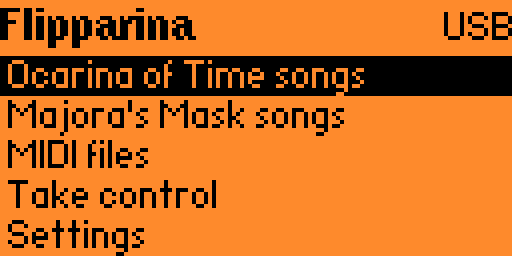 Flipparina USB
Ocarina of Time songs
Majora's Mask songs
MIDI files
Take control
Settings